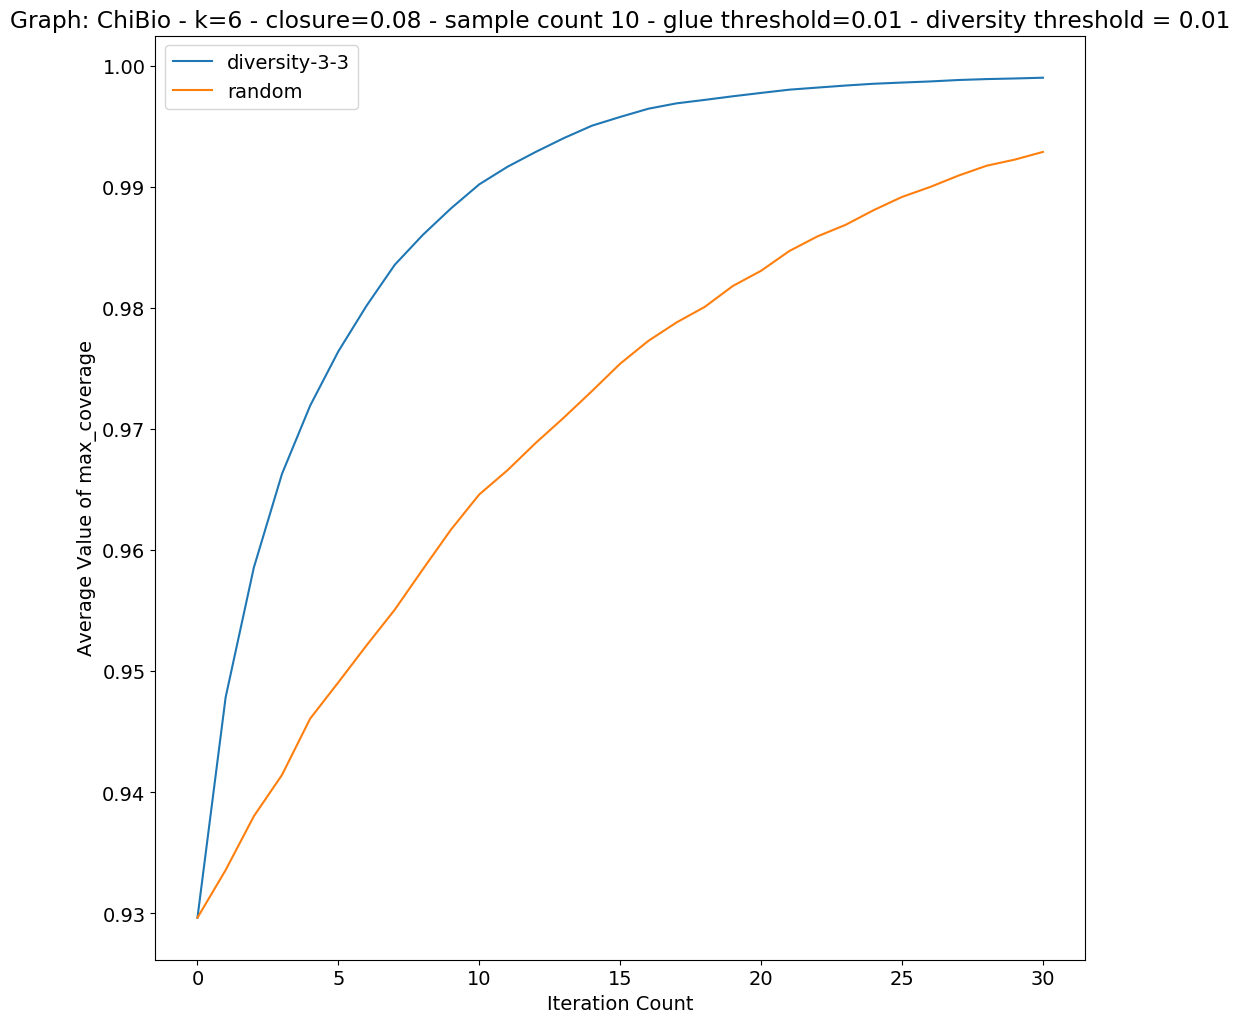 Graph: ChiBio - k=6 - closure=0.08 - sample count 10 - glue threshold=0.01 - diversity threshold = 0.01
diversity-3-3
random
1.00
0.99
0.98
0.97
0.96
0.95
0.94
0.93
Average Value of max_coverage
0 5 10 15 20 25 30
Iteration Count